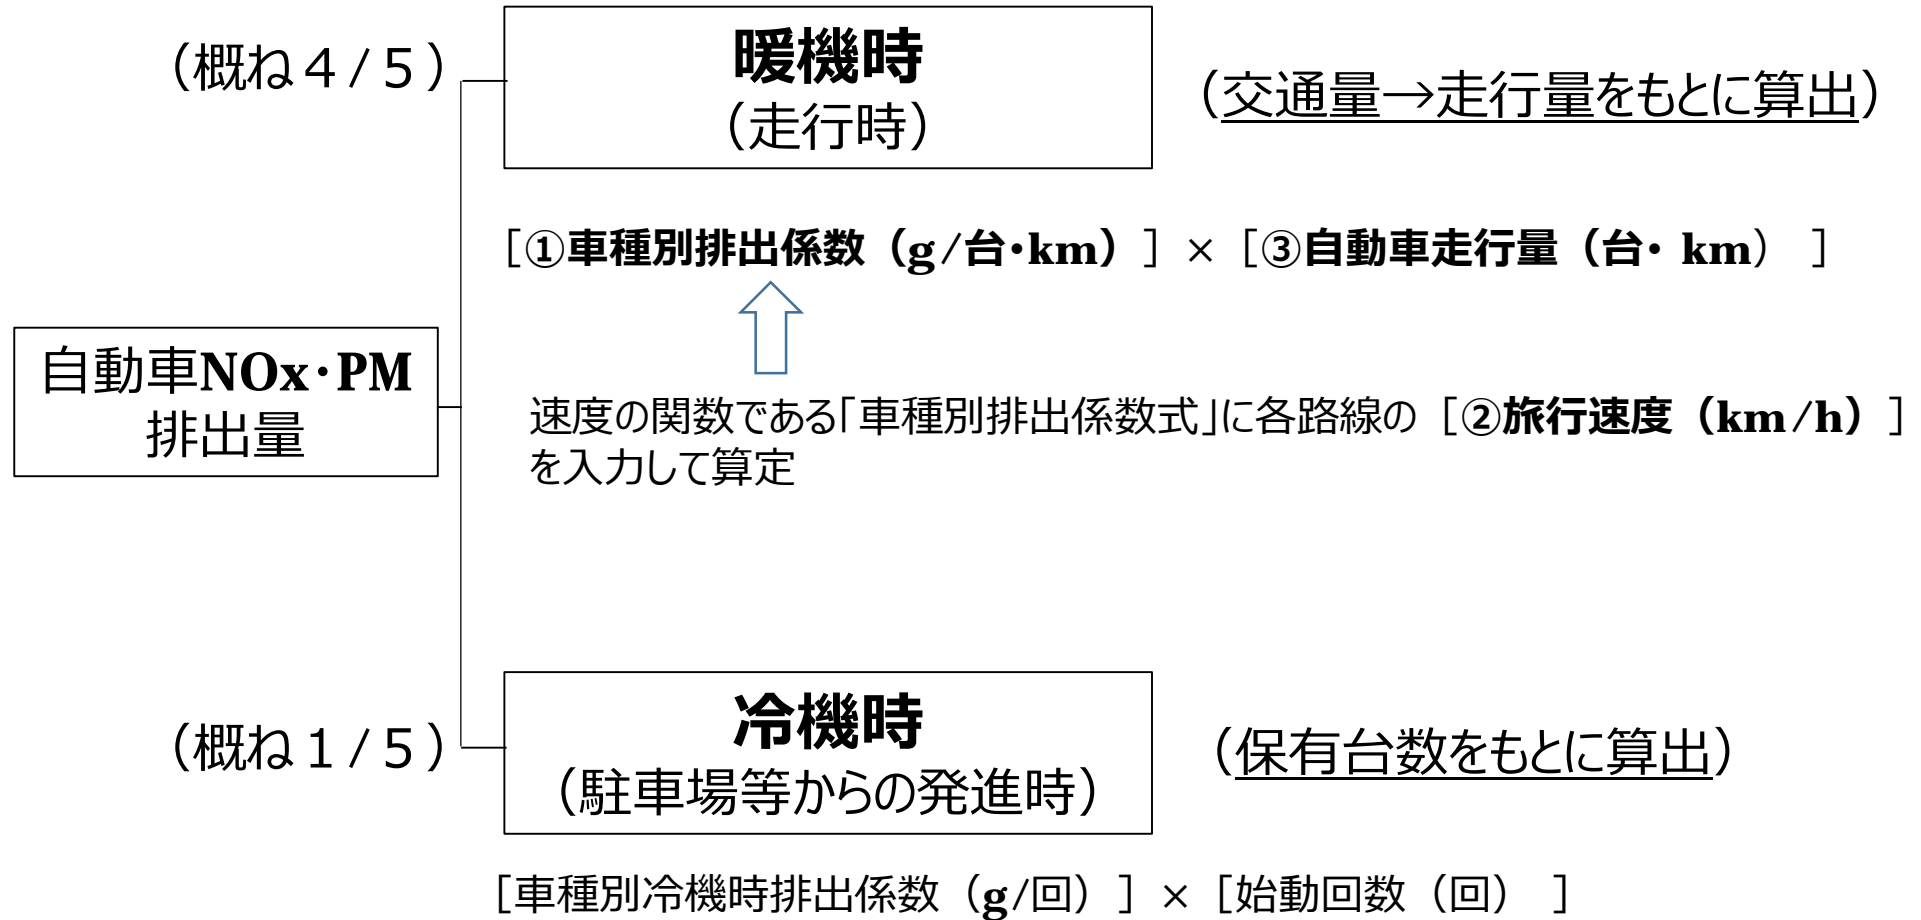 （概ね４/５）
暖機時
（走行時）
（交通量→走行量をもとに算出）
［①車種別排出係数（g/台・km）］×［③自動車走行量（台・ km） ］
自動車NOx・PM
排出量
速度の関数である「車種別排出係数式」に各路線の［②旅行速度（km/h）］
を入力して算定
（概ね１/５）
冷機時
（駐車場等からの発進時）
（保有台数をもとに算出）
［車種別冷機時排出係数（g/回）］×［始動回数（回） ］